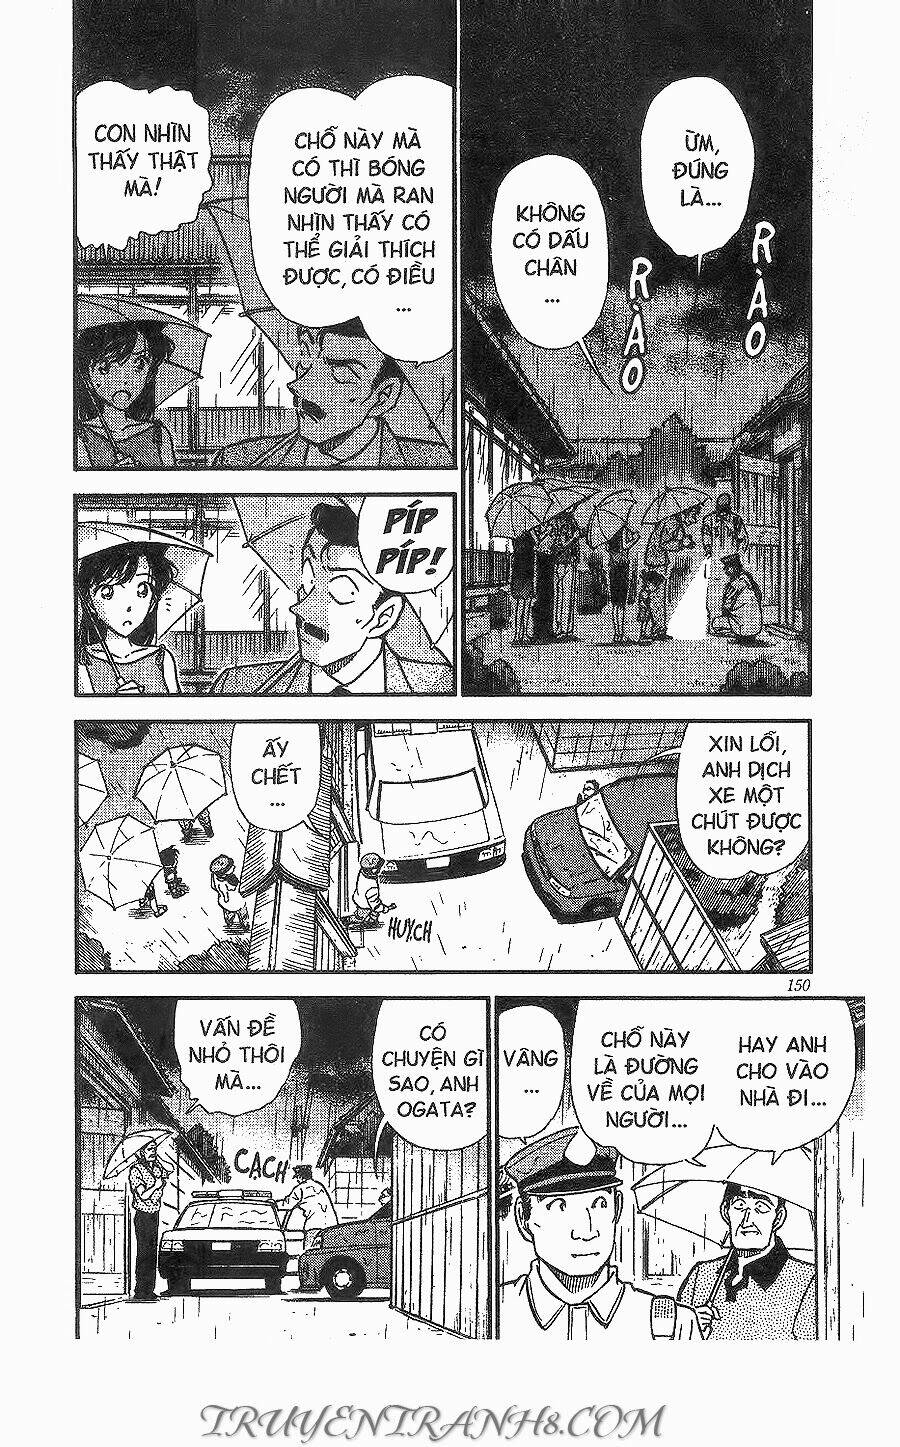 ỪM,
ĐÚNG
LÀ...
KHÔNG
CÓ DẤU
CHÂN
...
RÀO
RÀO
CHỖ NÀY MÀ
CÓ THÌ BÓNG
NGƯỜI MÀ RAN
NHÌN THẤY CÓ
THỂ GIẢI THÍCH
ĐƯỢC, CÓ ĐIỀU
...
CON NHÌN
THẤY THẬT
MÀ!
PÍP
PÍP!
XIN LỖI,
ANH DỊCH
XE MỘT
CHÚT ĐƯỢC
KHÔNG?
ẤY
CHẾT
...
HUỴCH
150
HAY ANH
CHO VÀO
NHÀ ĐI...
CHỖ NÀY
LÀ ĐƯỜNG
VỀ CỦA MỌI
NGƯỜI...
VÂNG
...
CÓ
CHUYỆN GÌ
SAO, ANH
OGATA?
VẤN ĐỀ
NHỎ THÔI
MÀ...
CẠCH
TRUYENTRANH8.COM